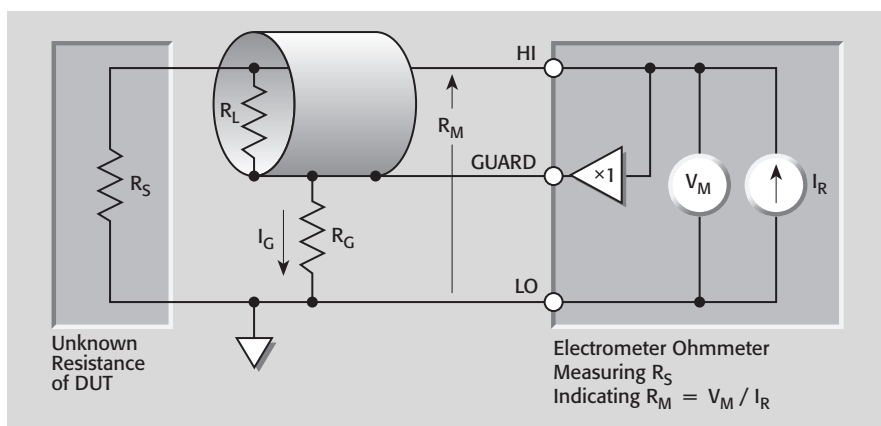 HI
R_L
R_M
GUARD
×1
V_M
I_R
R_S
I_G
R_G
LO
Unknown
Resistance
of DUT
Electrometer Ohmmeter
Measuring R_S
Indicating R_M = V_M / I_R